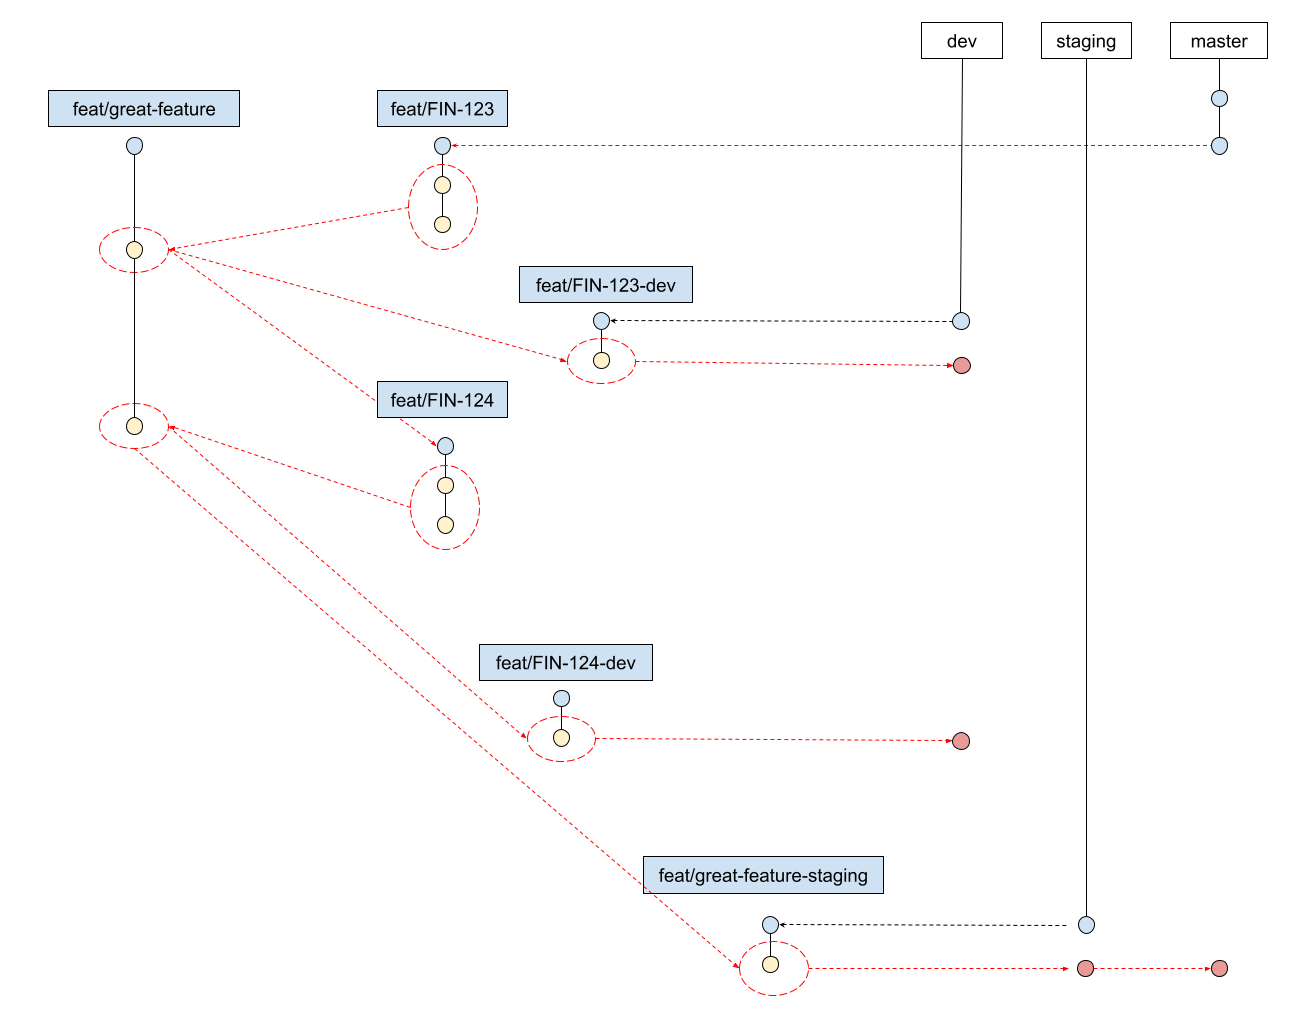 dev
staging
master
feat/great-feature
feat/FIN-123
feat/FIN-123-dev
feat/FIN-124
feat/FIN-124-dev
feat/great-feature-staging